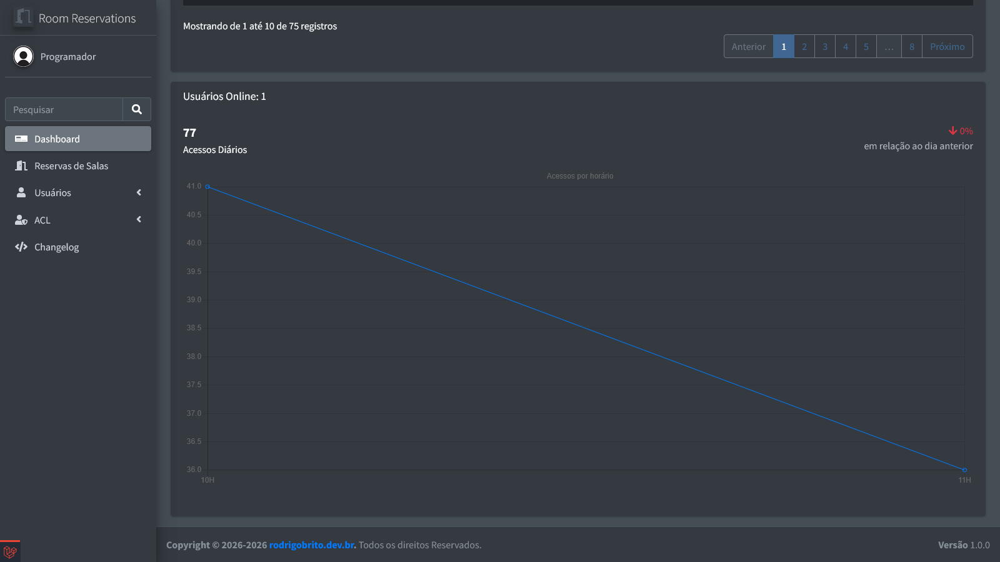 Room Reservations
Programador
Pesquisar
Dashboard
Reservas de Salas
Usuários
ACL
Changelog
Mostrando de 1 até 10 de 75 registros
Anterior 1 2 3 4 5 … 8 Próximo
Usuários Online: 1
77
Acessos Diários
0%
em relação ao dia anterior
Acessos por horário
41.0
40.5
40.0
39.5
39.0
38.5
38.0
37.5
37.0
36.5
36.0
10H 11H
Copyright © 2026-2026 rodrigobrito.dev.br. Todos os direitos Reservados.
Versão 1.0.0